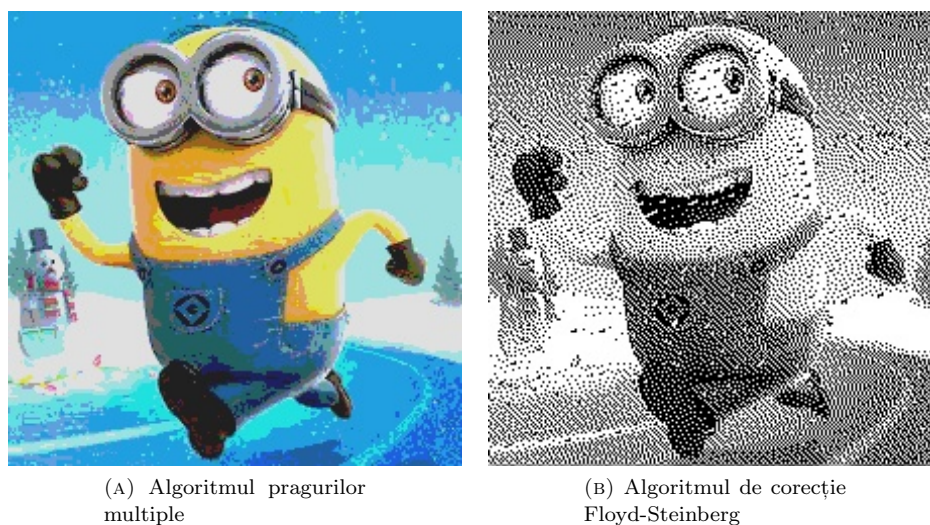 (A) Algoritmul pragurilor
multiple
(B) Algoritmul de corecție
Floyd-Steinberg